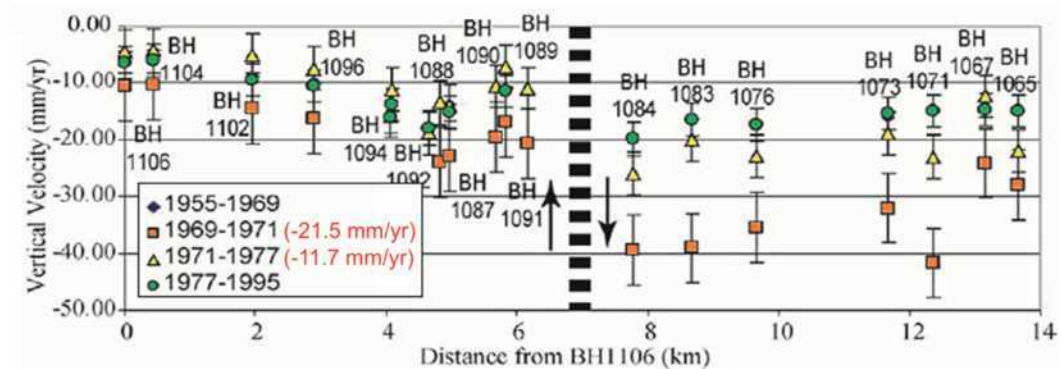 Vertical Velocity (mm/yr)
0.00
-10.00
-20.00
-30.00
-40.00
-50.00
BH
1106
BH
1104
BH
1102
BH
1096
BH
1094
BH
1092
BH
1088
BH
1087
BH
1090
BH
1091
BH
1089
BH
1084
BH
1083
BH
1076
BH
1073
BH
1071
BH
1067
BH
1065
1955-1969
1969-1971 (-21.5 mm/yr)
1971-1977 (-11.7 mm/yr)
1977-1995
0 2 4 6 8 10 12 14
Distance from BH1106 (km)